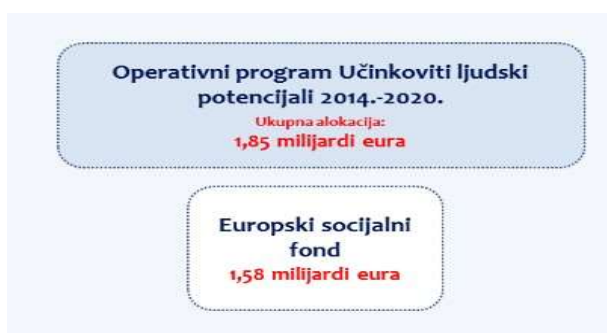 Operativni program Učinkoviti ljudski
potencijali 2014.-2020.
Ukupna alokacija:
1,85 milijardi eura
Europski socijalni
fond
1,58 milijardi eura